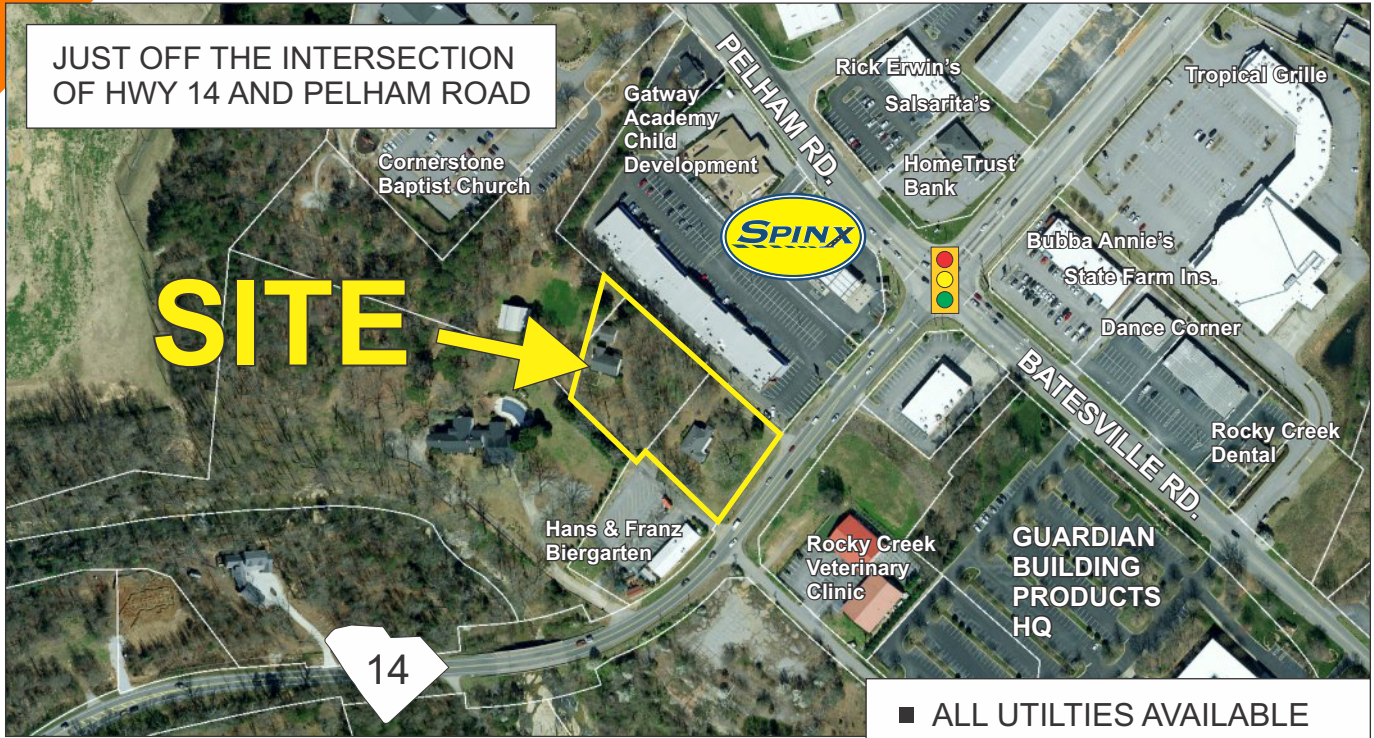 JUST OFF THE INTERSECTION
OF HWY 14 AND PELHAM ROAD
PELHAM RD.
Rick Erwin's
Salsarita's
Tropical Grille
Gatway
Academy
Child
Development
Cornerstone
Baptist Church
HomeTrust
Bank
SPINX
Bubba Annie's
State Farm Ins.
SITE
Dance Corner
BATESVILLE RD.
Rocky Creek
Dental
Hans & Franz
Biergarten
Rocky Creek
Veterinary
Clinic
GUARDIAN
BUILDING
PRODUCTS
HQ
14
■ ALL UTILTIES AVAILABLE